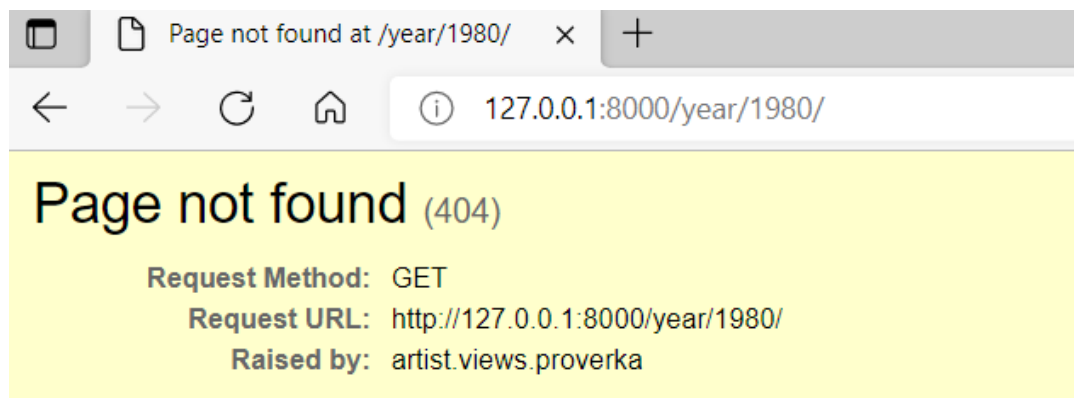 Page not found at /year/1980/
127.0.0.1:8000/year/1980/
Page not found (404)
Request Method: GET
Request URL: http://127.0.0.1:8000/year/1980/
Raised by: artist.views.proverka